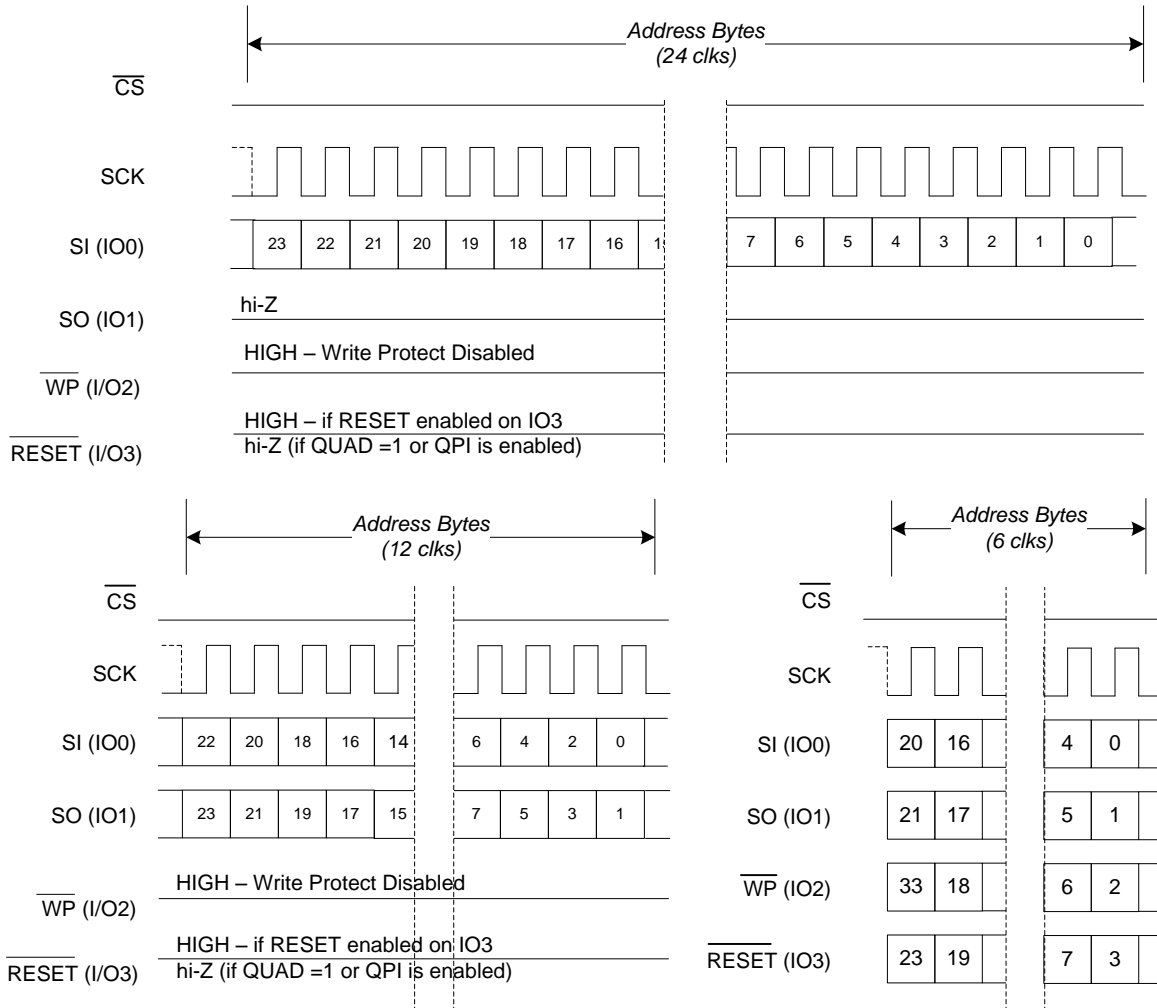 Address Bytes
(24 clks)
CS
SCK
SI (IO0)
23 22 21 20 19 18 17 16 7 6 5 4 3 2 1 0
SO (IO1)
hi-Z
HIGH – Write Protect Disabled
WP (I/O2)
HIGH – if RESET enabled on IO3
hi-Z (if QUAD =1 or QPI is enabled)
RESET (I/O3)
Address Bytes
(12 clks)
CS
SCK
SI (IO0)
22 20 18 16 14 6 4 2 0
SO (IO1)
23 21 19 17 15 7 5 3 1
HIGH – Write Protect Disabled
WP (I/O2)
HIGH – if RESET enabled on IO3
hi-Z (if QUAD =1 or QPI is enabled)
RESET (I/O3)
Address Bytes
(6 clks)
CS
SCK
SI (IO0)
20 16 4 0
SO (IO1)
21 17 5 1
WP (IO2)
33 18 6 2
RESET (IO3)
23 19 7 3